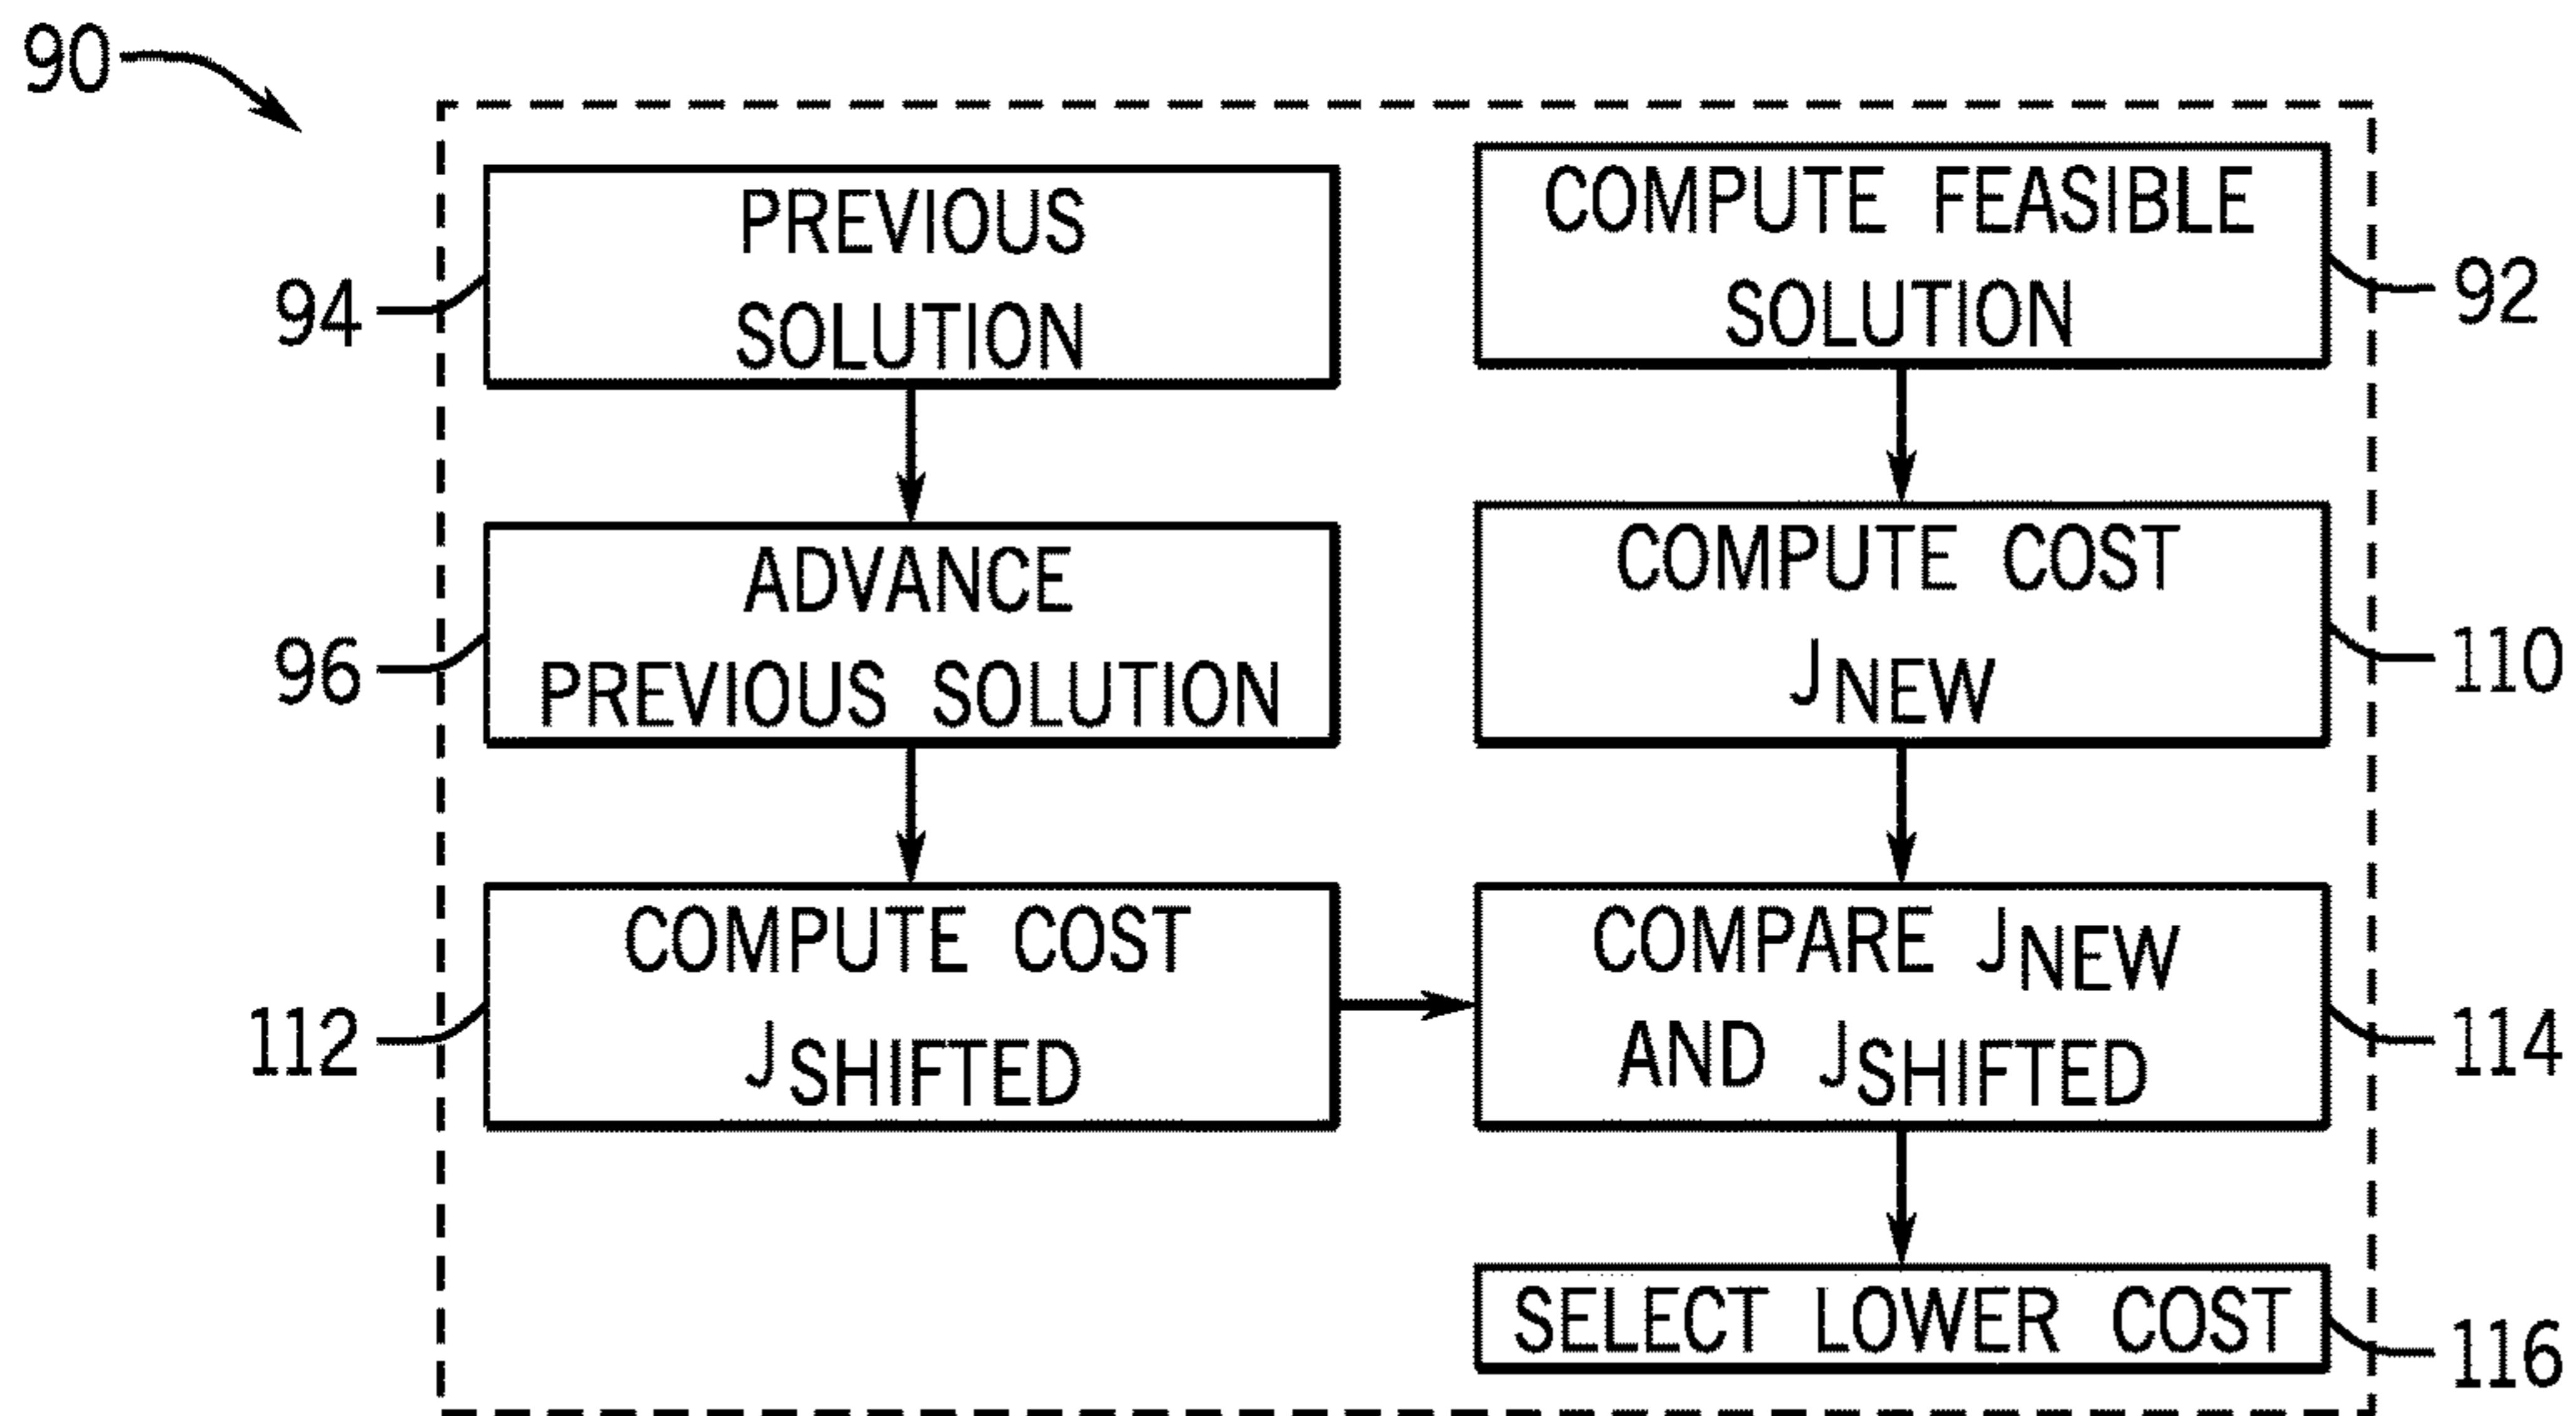 90
PREVIOUS
SOLUTION
94
COMPUTE FEASIBLE
SOLUTION
92
ADVANCE
PREVIOUS SOLUTION
96
COMPUTE COST
JNEW
110
COMPUTE COST
JSHIFTED
112
COMPARE JNEW
AND JSHIFTED
114
SELECT LOWER COST
116